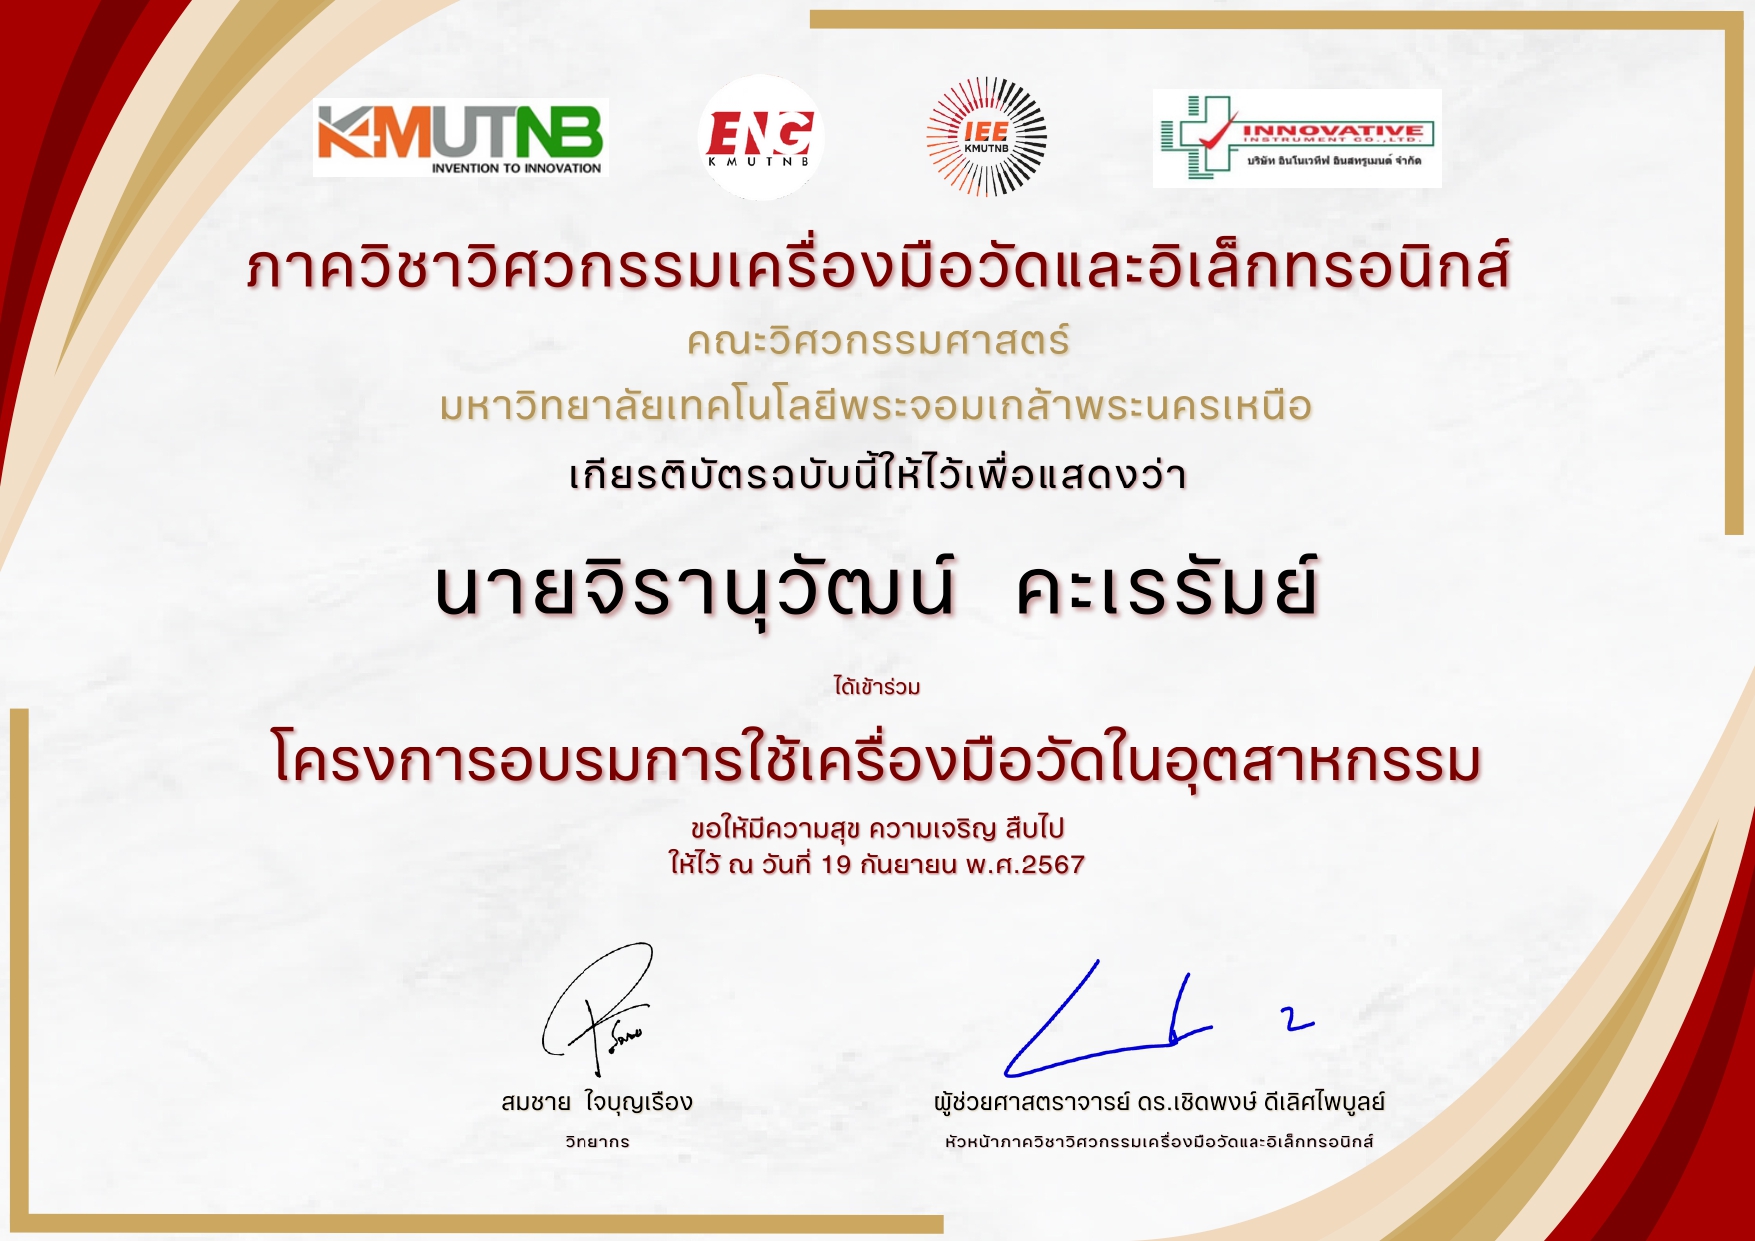 KMUTNB
INVENTION TO INNOVATION
ENG
KMUTNB
IEE
KMUTNB
INNOVATIVE
INSTRUMENT CO.,LTD.
บริษัท อินโนเวทีฟ อินสทรูเมนต์ จำกัด
ภาควิชาวิศวกรรมเครื่องมือวัดและอิเล็กทรอนิกส์
คณะวิศวกรรมศาสตร์
มหาวิทยาลัยเทคโนโลยีพระจอมเกล้าพระนครเหนือ
เกียรติบัตรฉบับนี้ให้ไว้เพื่อแสดงว่า
นายจิรานุวัฒน์ คะเรรัมย์
ได้เข้าร่วม
โครงการอบรมการใช้เครื่องมือวัดในอุตสาหกรรม
ขอให้มีความสุข ความเจริญ สืบไป
ให้ไว้ ณ วันที่ 19 กันยายน พ.ศ.2567
สมชาย ใจบุญเรือง
วิทยากร
ผู้ช่วยศาสตราจารย์ ดร.เชิดพงษ์ ดีเลิศไพบูลย์
หัวหน้าภาควิชาวิศวกรรมเครื่องมือวัดและอิเล็กทรอนิกส์